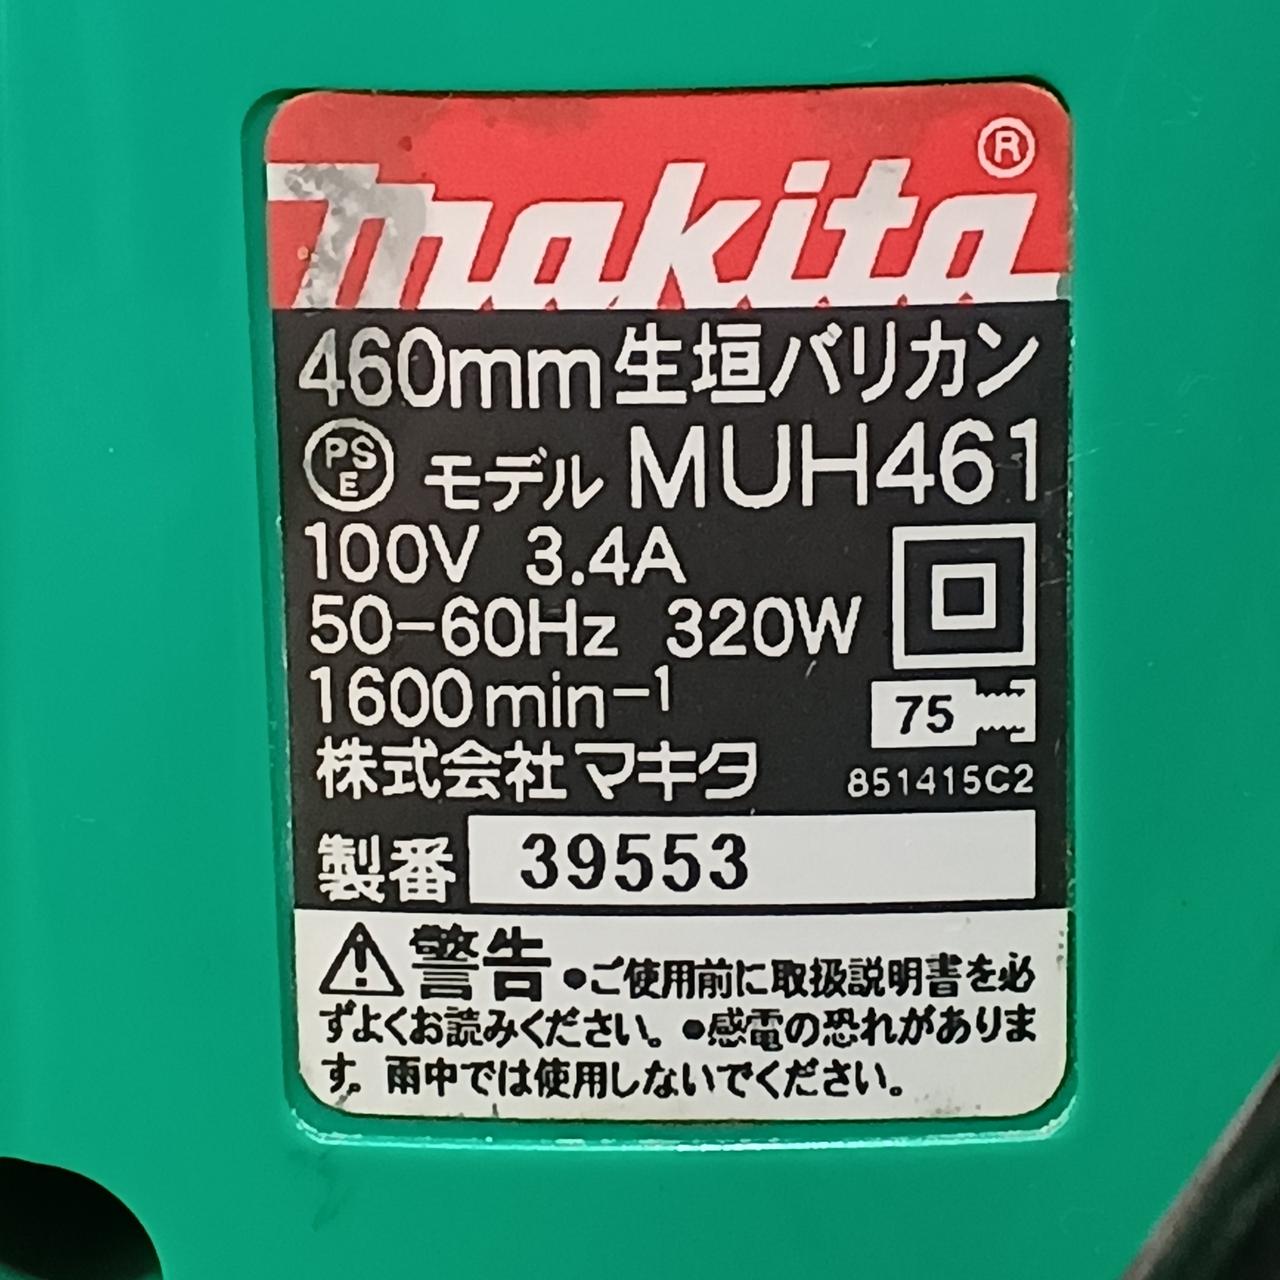 makita®
460mm生垣バリカン
PSE モデル MUH461
100V 3.4A
50-60Hz 320W
1600min-1
75
株式会社マキタ
851415C2
製番 39553
警告 ●ご使用前に取扱説明書を必
ずよくお読みください。●感電の恐れがありま
す。雨中では使用しないでください。